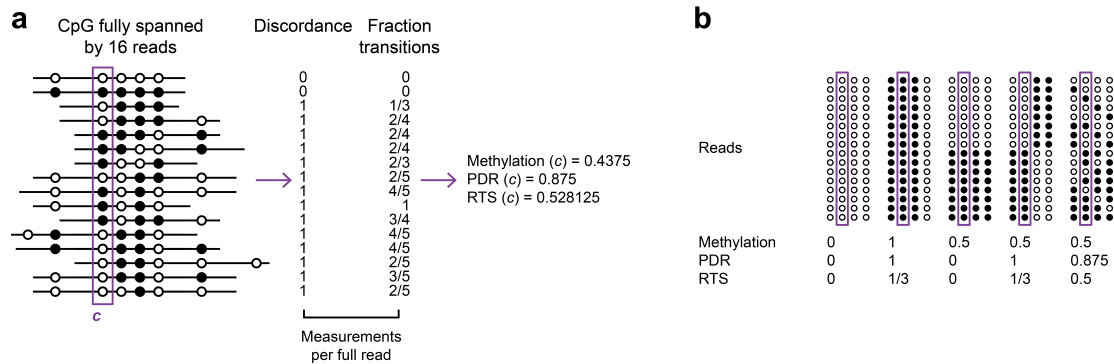 a
CpG fully spanned
by 16 reads
Discordance
Fraction
transitions
0 0
0 0
1 1/3
1 2/4
1 2/4
1 2/4
1 2/3
1 2/5
1 4/5
1 1
1 3/4
1 4/5
1 4/5
1 2/5
1 3/5
1 2/5
c
Measurements
per full read
Methylation (c) = 0.4375
PDR (c) = 0.875
RTS (c) = 0.528125
b
Reads
Methylation 0 1 0.5 0.5 0.5
PDR 0 1 0 1 0.875
RTS 0 1/3 0 1/3 0.5